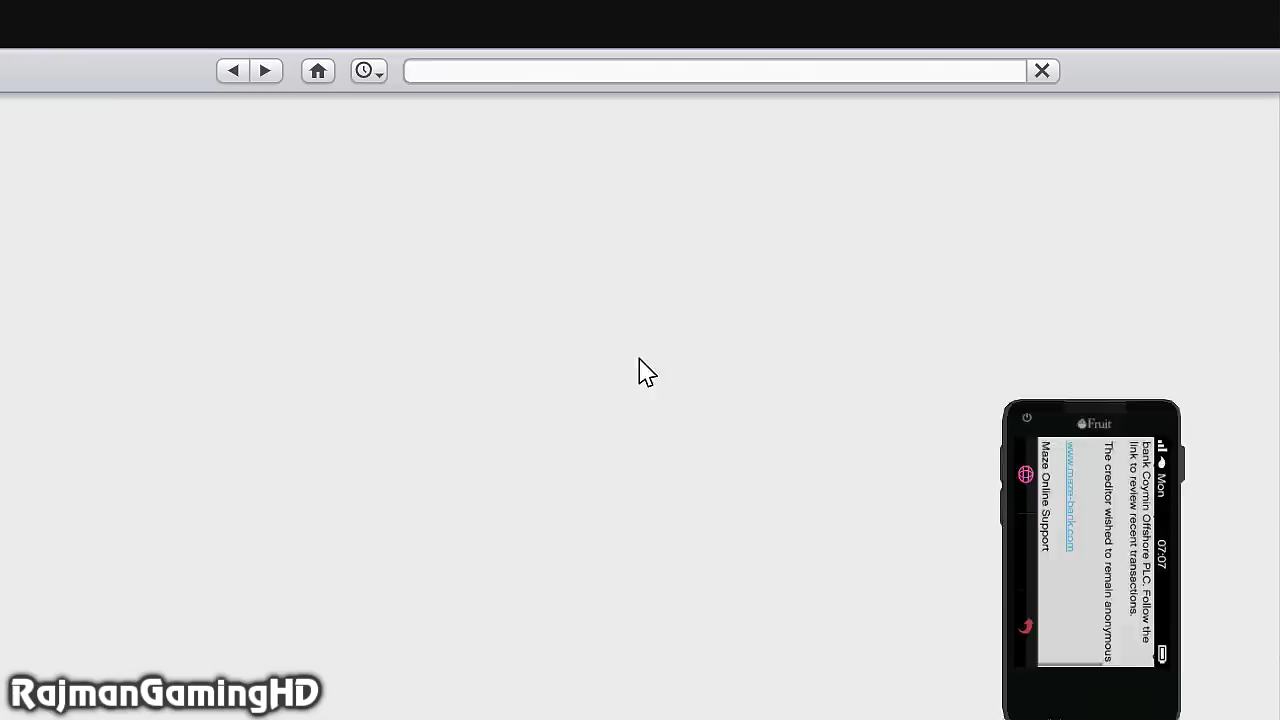 Fruit
Mon 07:07
bank Coymin Offshore PLC. Follow the
link to review recent transactions.
The creditor wished to remain anonymous
www.maze-bank.com
Maze Online Support
RajmanGamingHD